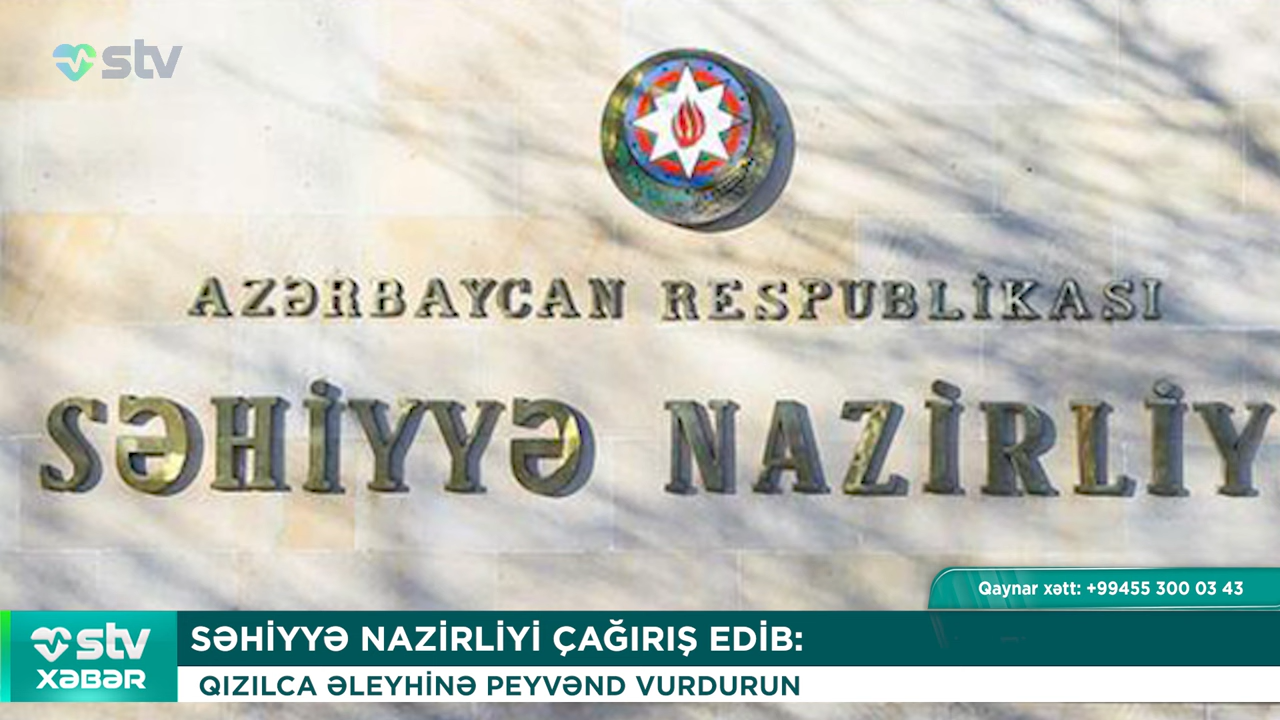 stv
AZƏRBAYCAN RESPUBLİKASI
SƏHİYYƏ NAZİRLİY
Qaynar xətt: +99455 300 03 43
stv
XƏBƏR
SƏHİYYƏ NAZİRLİYİ ÇAĞIRIŞ EDİB:
QIZILCA ƏLEYHİNƏ PEYVƏND VURDURUN